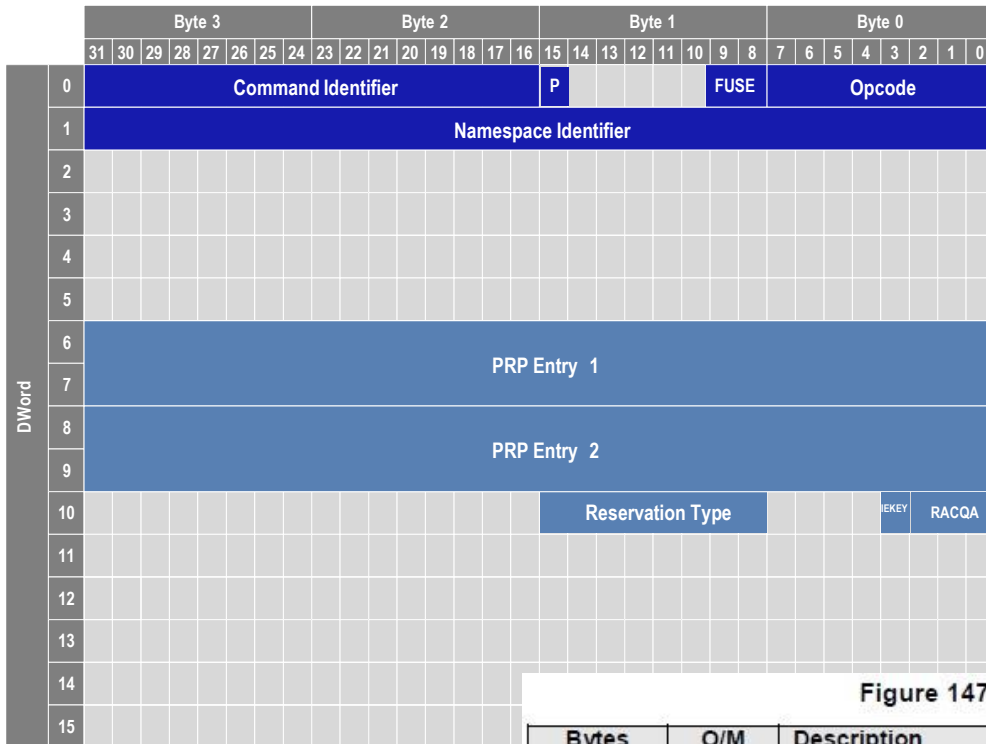 Byte 3 Byte 2 Byte 1 Byte 0
31 30 29 28 27 26 25 24 23 22 21 20 19 18 17 16 15 14 13 12 11 10 9 8 7 6 5 4 3 2 1 0
0 Command Identifier P FUSE Opcode
1 Namespace Identifier
2
3
4
5
6
PRP Entry 1
7
DWord
8
PRP Entry 2
9
10 Reservation Type IEKEY RACQA
11
12
13
14
Figure 147
15
Bytes O/M Description